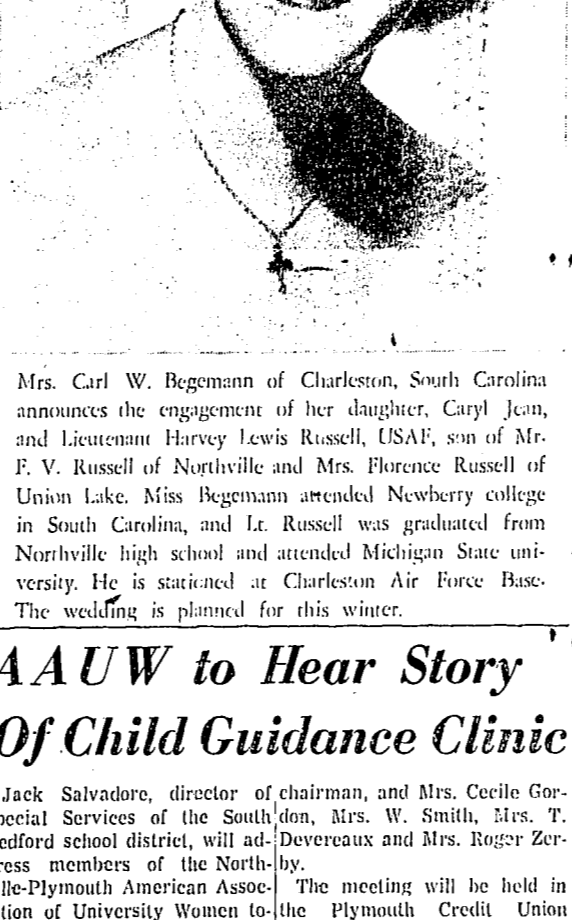 Mrs. Carl W. Begemann of Charleston, South Carolina
announces the engagement of her daughter, Caryl Jean,
and Lieutenant Harvey Lewis Russell, USAF, son of Mr.
F. V. Russell of Northville and Mrs. Florence Russell of
Union Lake. Miss Begemann attended Newberry college
in South Carolina, and Lt. Russell was graduated from
Northville high school and attended Michigan State uni-
versity. He is stationed at Charleston Air Force Base.
The wedding is planned for this winter.
AAUW to Hear Story
Of Child Guidance Clinic
Jack Salvadore, director of
pecial Services of the South
edford school district, will ad-
ress members of the North-
lle-Plymouth American Assoc-
tion of University Women to-
chairman, and Mrs. Cecile Gor-
don, Mrs. W. Smith, Mrs. T.
Devereaux and Mrs. Roger Zer-
by.
The meeting will be held in
the Plymouth Credit Union